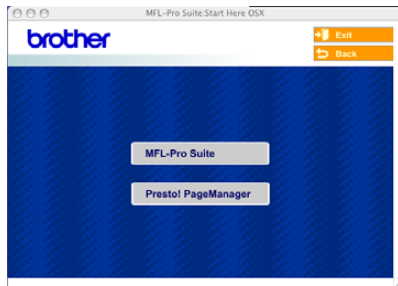 MFL-Pro Suite:Start Here OSX
brother
Exit
Back
MFL-Pro Suite
Presto! PageManager